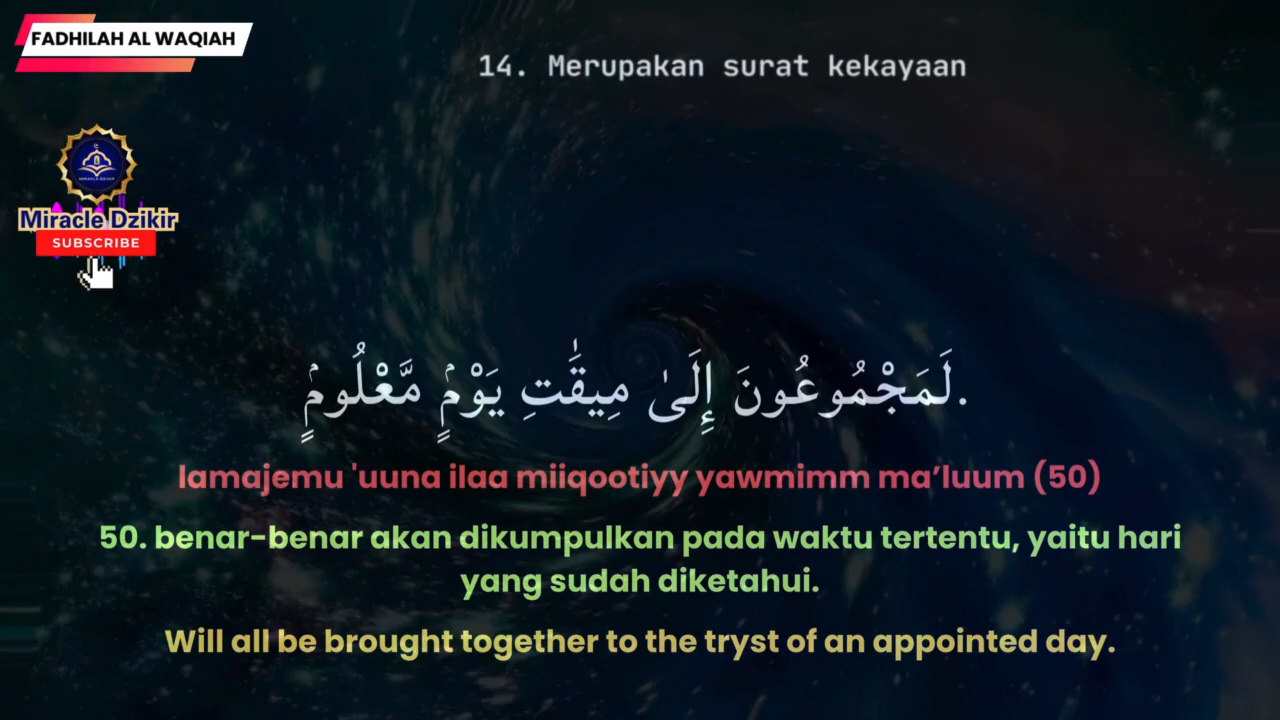 FADHILAH AL WAQIAH
14. Merupakan surat kekayaan
Miracle Dzikir
SUBSCRIBE
لَمَجْمُوعُونَ إِلَىٰ مِيقَٰتِ يَوْمٍۢ مَّعْلُومٍۢ.
lamajemu 'uuna ilaa miiqootiyy yawmimm ma’luum (50)
50. benar-benar akan dikumpulkan pada waktu tertentu, yaitu hari
yang sudah diketahui.
Will all be brought together to the tryst of an appointed day.